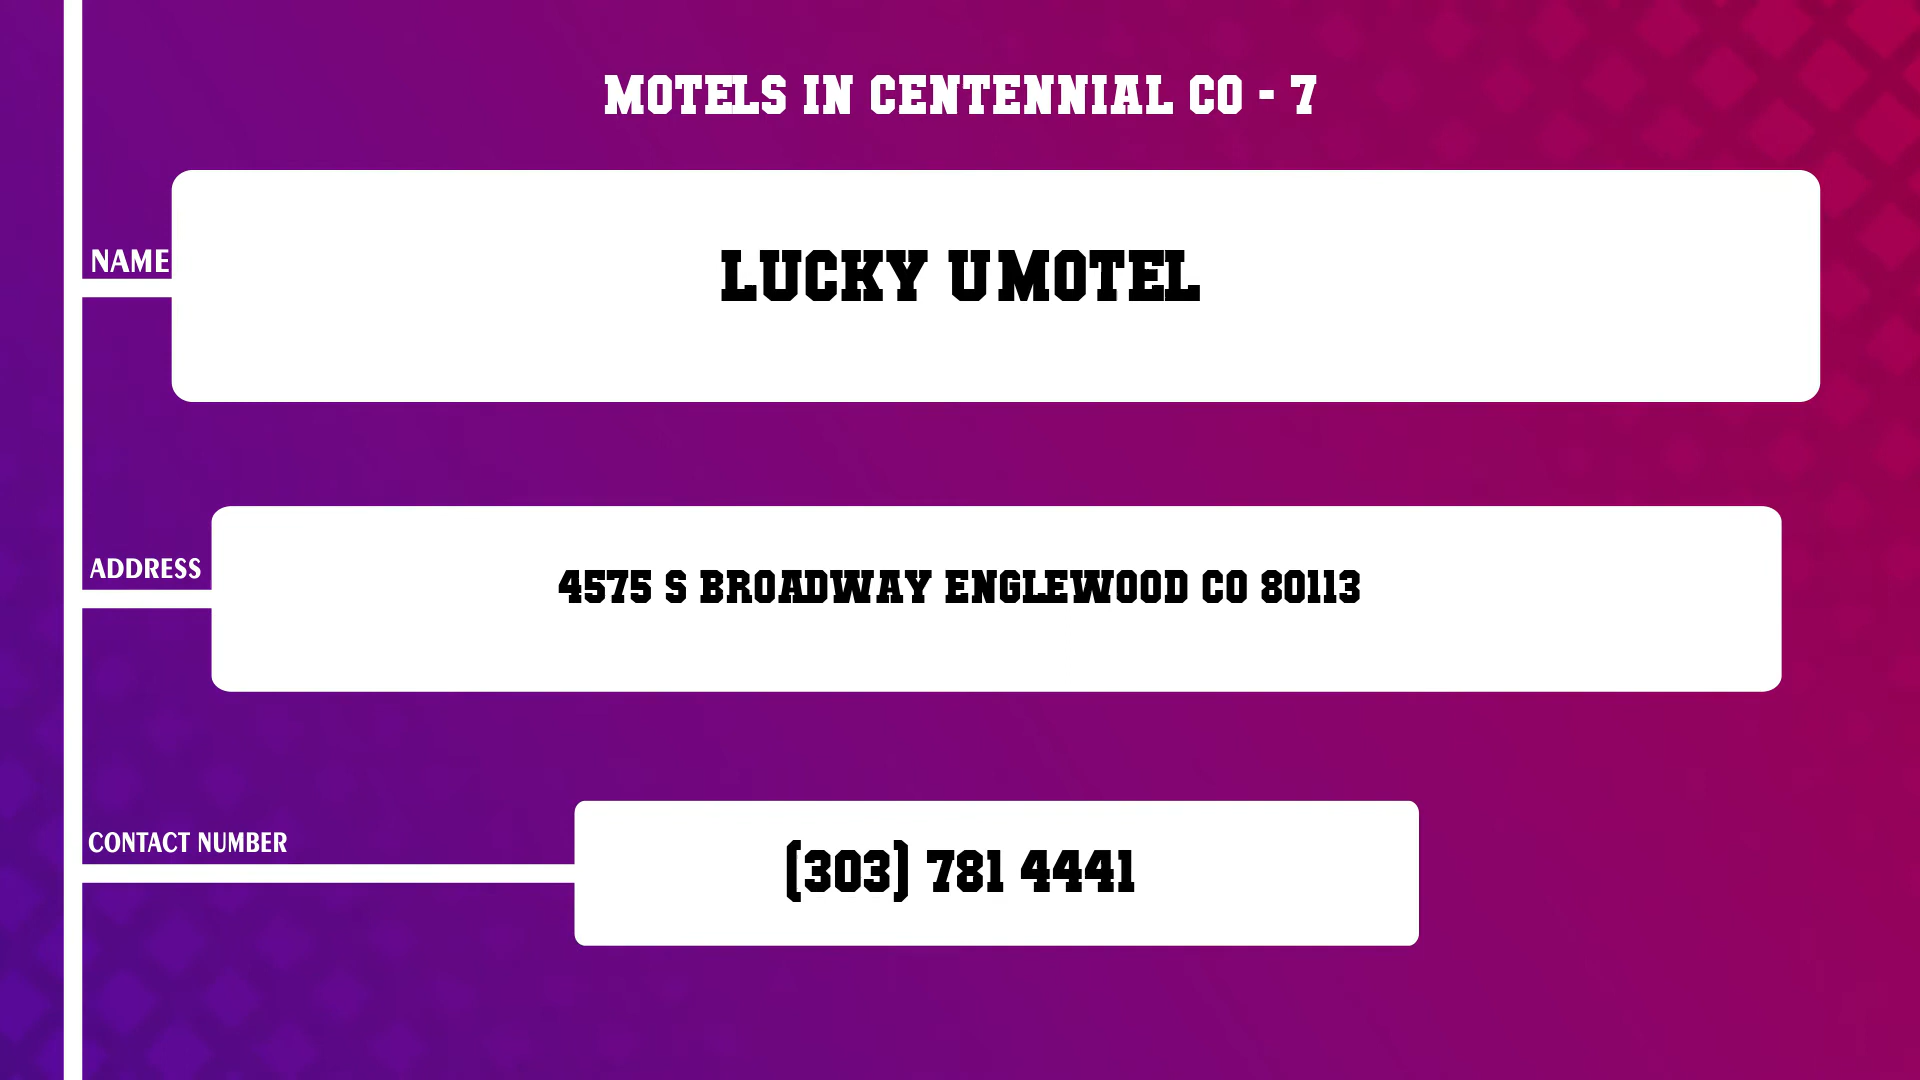 MOTELS IN CENTENNIAL CO - 7
NAME
LUCKY U MOTEL
ADDRESS
4575 S BROADWAY ENGLEWOOD CO 80113
CONTACT NUMBER
(303) 781 4441